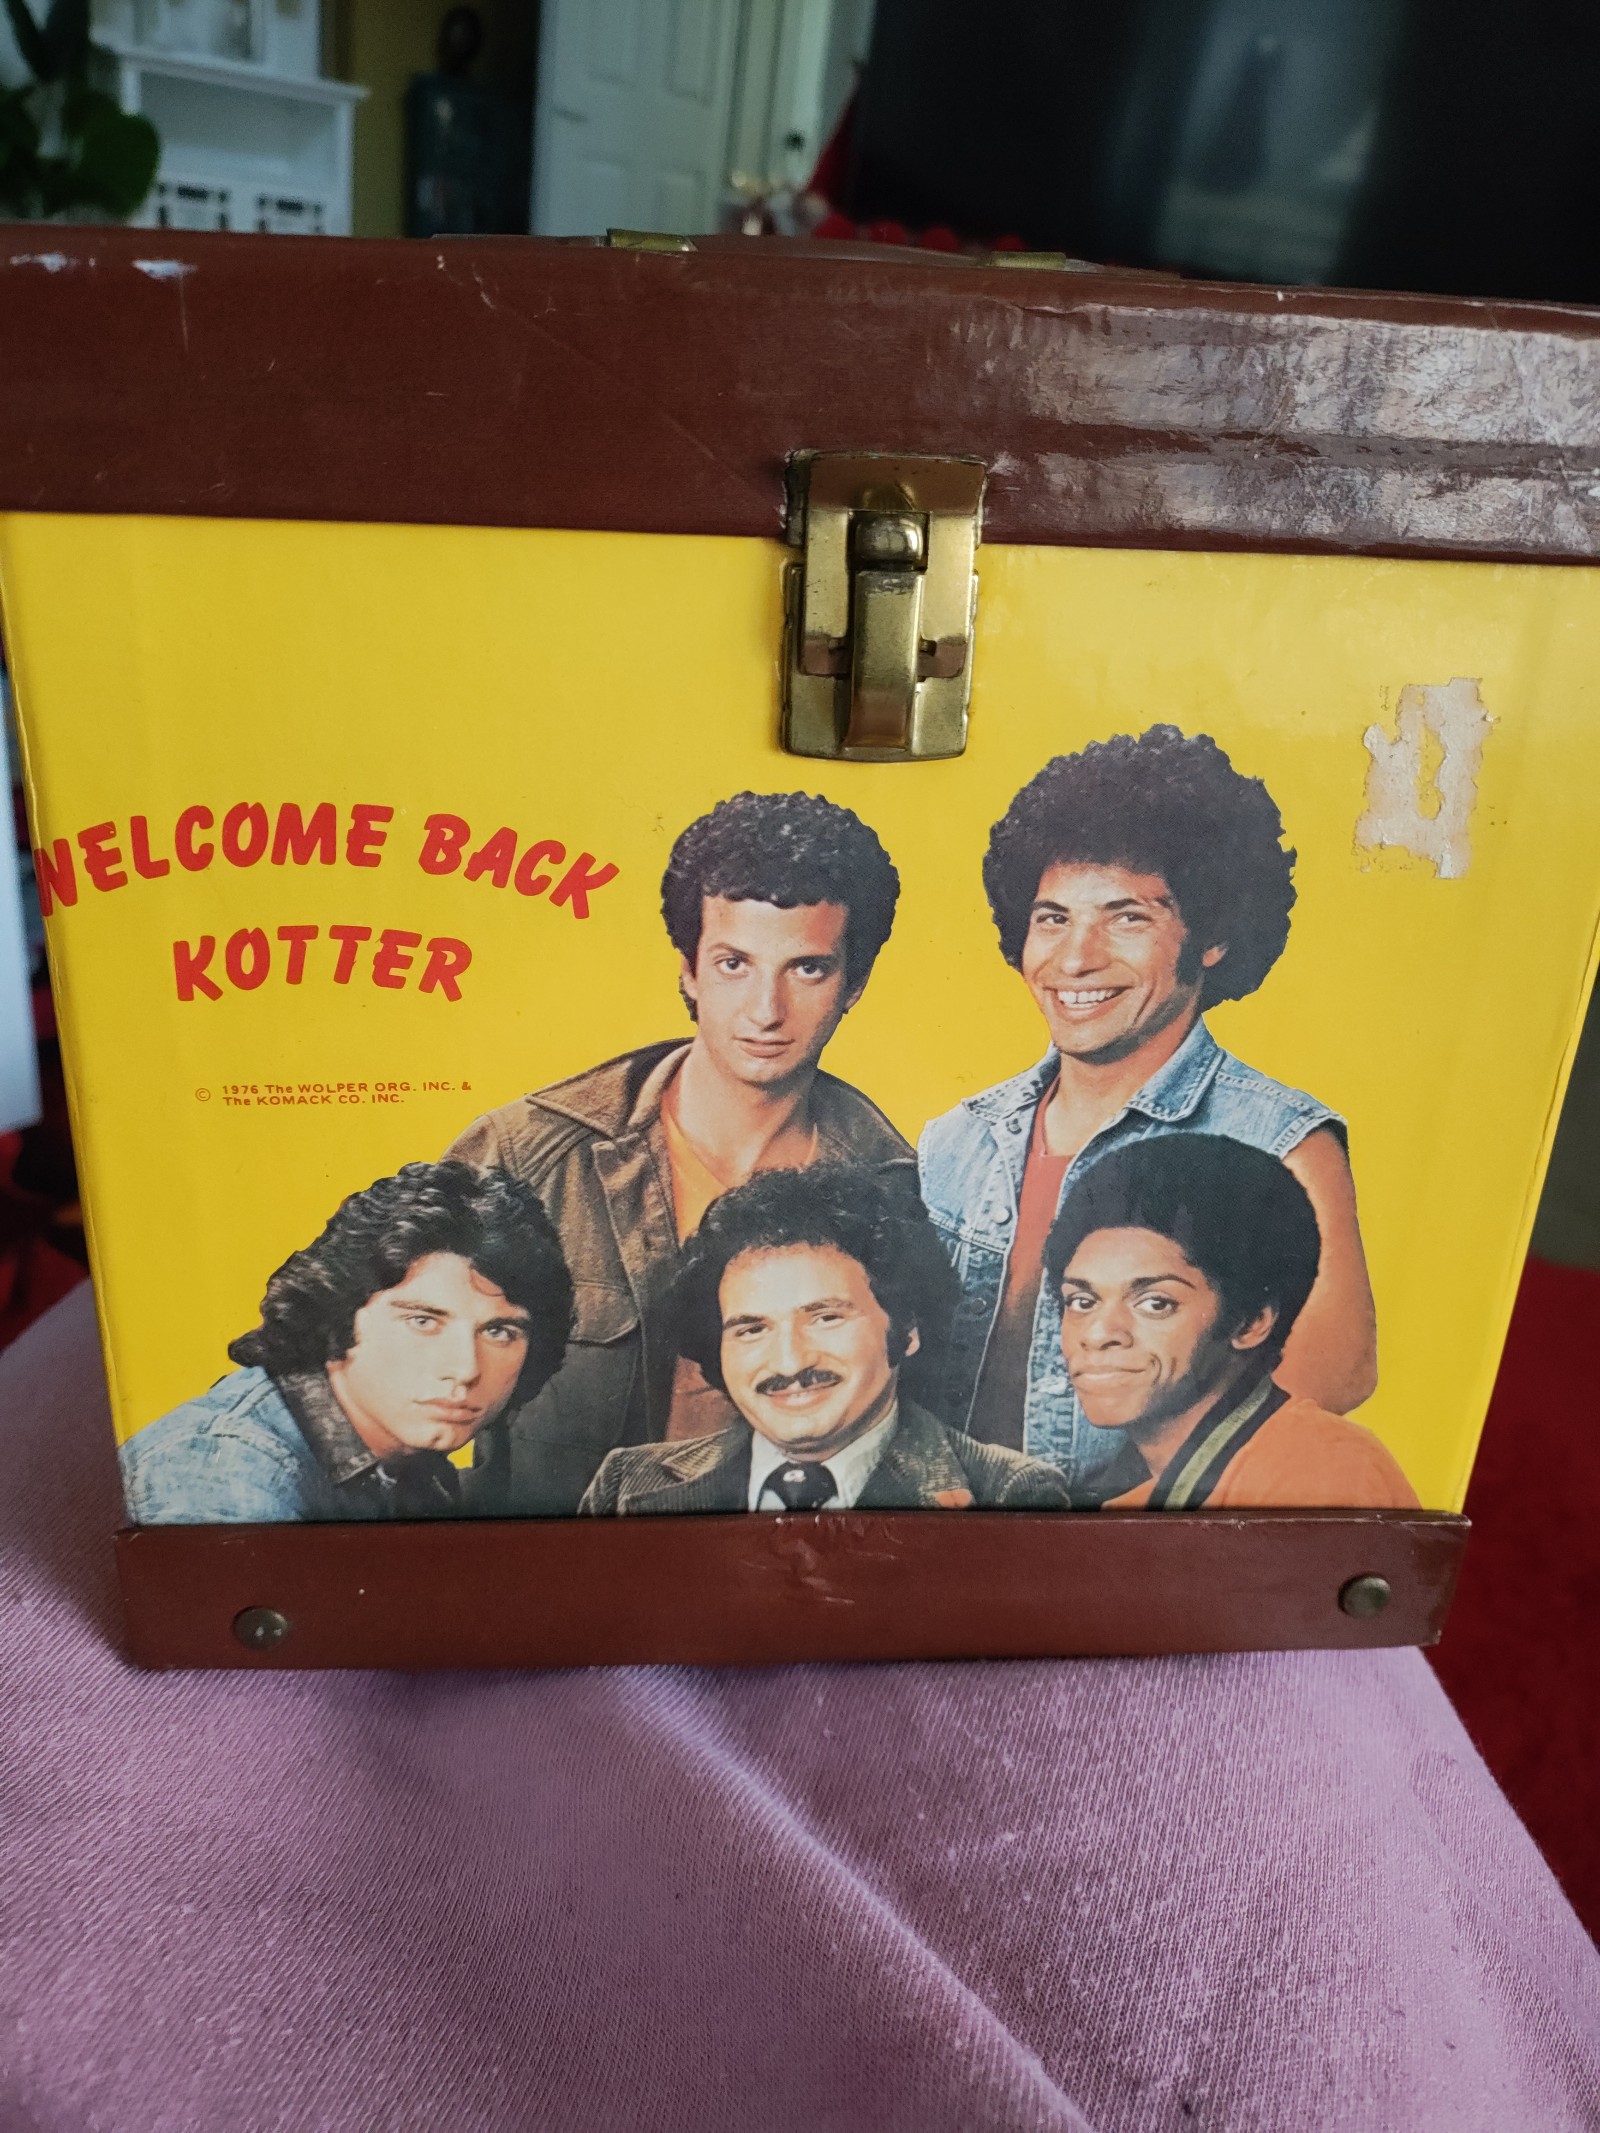 WELCOME BACK
KOTTER
© 1976 The WOLPER ORG. INC. &
The KOMACK CO. INC.